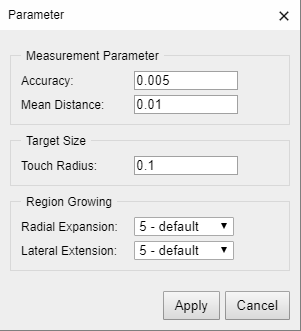 Parameter
Measurement Parameter
Accuracy: 0.005
Mean Distance: 0.01
Target Size
Touch Radius: 0.1
Region Growing
Radial Expansion: 5 - default
Lateral Extension: 5 - default
Apply Cancel